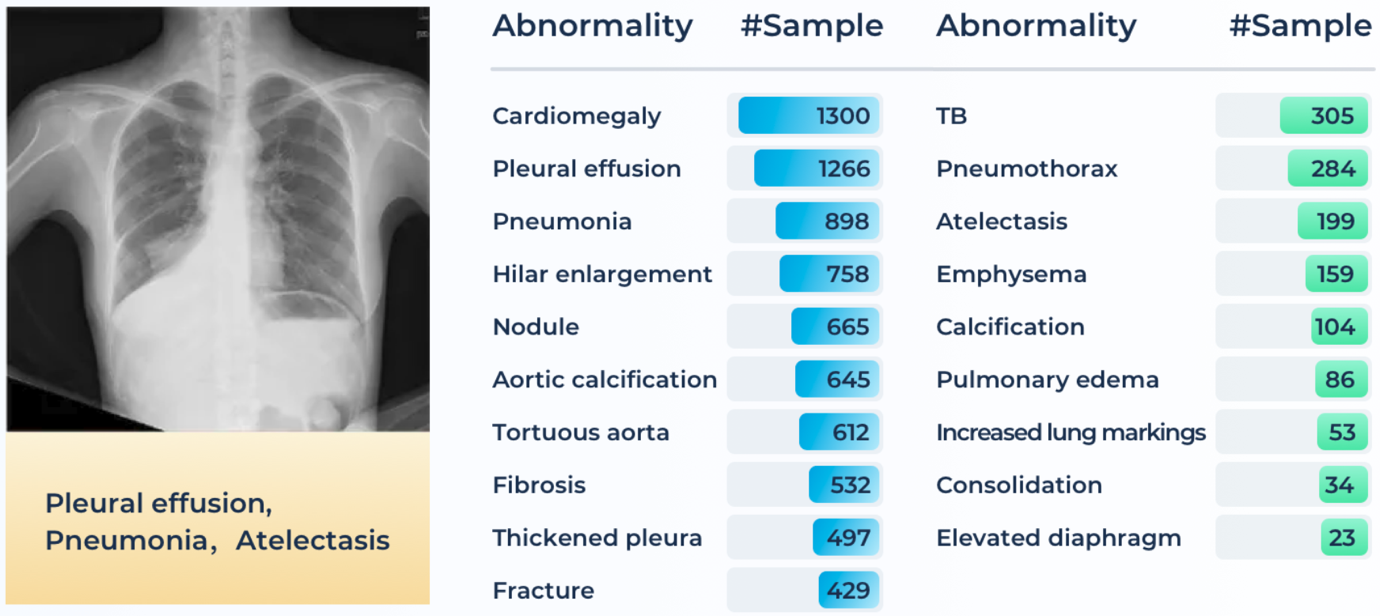 Abnormality #Sample Abnormality #Sample
Cardiomegaly 1300 TB 305
Pleural effusion 1266 Pneumothorax 284
Pneumonia 898 Atelectasis 199
Hilar enlargement 758 Emphysema 159
Nodule 665 Calcification 104
Aortic calcification 645 Pulmonary edema 86
Tortuous aorta 612 Increased lung markings 53
Fibrosis 532 Consolidation 34
Thickened pleura 497 Elevated diaphragm 23
Fracture 429
Pleural effusion,
Pneumonia, Atelectasis